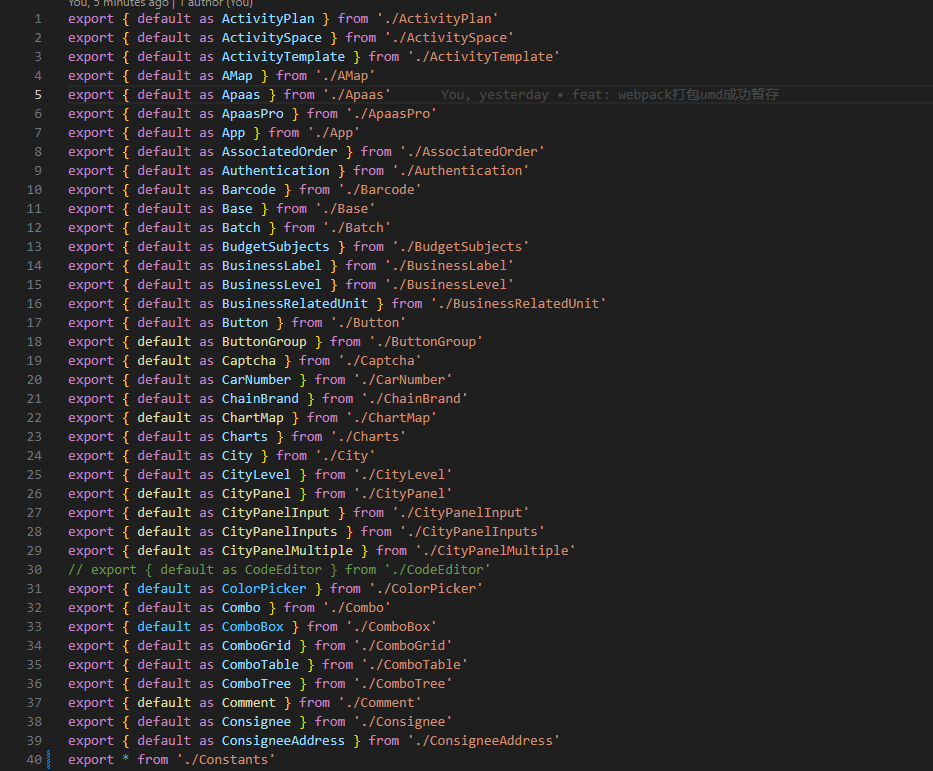 You, 5 minutes ago | 1 author (You)
1 export { default as ActivityPlan } from './ActivityPlan'
2 export { default as ActivitySpace } from './ActivitySpace'
3 export { default as ActivityTemplate } from './ActivityTemplate'
4 export { default as AMap } from './AMap'
5 export { default as Apaas } from './Apaas' You, yesterday • feat: webpack打包umd成功暂存
6 export { default as ApaasPro } from './ApaasPro'
7 export { default as App } from './App'
8 export { default as AssociatedOrder } from './AssociatedOrder'
9 export { default as Authentication } from './Authentication'
10 export { default as Barcode } from './Barcode'
11 export { default as Base } from './Base'
12 export { default as Batch } from './Batch'
13 export { default as BudgetSubjects } from './BudgetSubjects'
14 export { default as BusinessLabel } from './BusinessLabel'
15 export { default as BusinessLevel } from './BusinessLevel'
16 export { default as BusinessRelatedUnit } from './BusinessRelatedUnit'
17 export { default as Button } from './Button'
18 export { default as ButtonGroup } from './ButtonGroup'
19 export { default as Captcha } from './Captcha'
20 export { default as CarNumber } from './CarNumber'
21 export { default as ChainBrand } from './ChainBrand'
22 export { default as ChartMap } from './ChartMap'
23 export { default as Charts } from './Charts'
24 export { default as City } from './City'
25 export { default as CityLevel } from './CityLevel'
26 export { default as CityPanel } from './CityPanel'
27 export { default as CityPanelInput } from './CityPanelInput'
28 export { default as CityPanelInputs } from './CityPanelInputs'
29 export { default as CityPanelMultiple } from './CityPanelMultiple'
30 // export { default as CodeEditor } from './CodeEditor'
31 export { default as ColorPicker } from './ColorPicker'
32 export { default as Combo } from './Combo'
33 export { default as ComboBox } from './ComboBox'
34 export { default as ComboGrid } from './ComboGrid'
35 export { default as ComboTable } from './ComboTable'
36 export { default as ComboTree } from './ComboTree'
37 export { default as Comment } from './Comment'
38 export { default as Consignee } from './Consignee'
39 export { default as ConsigneeAddress } from './ConsigneeAddress'
40 export * from './Constants'